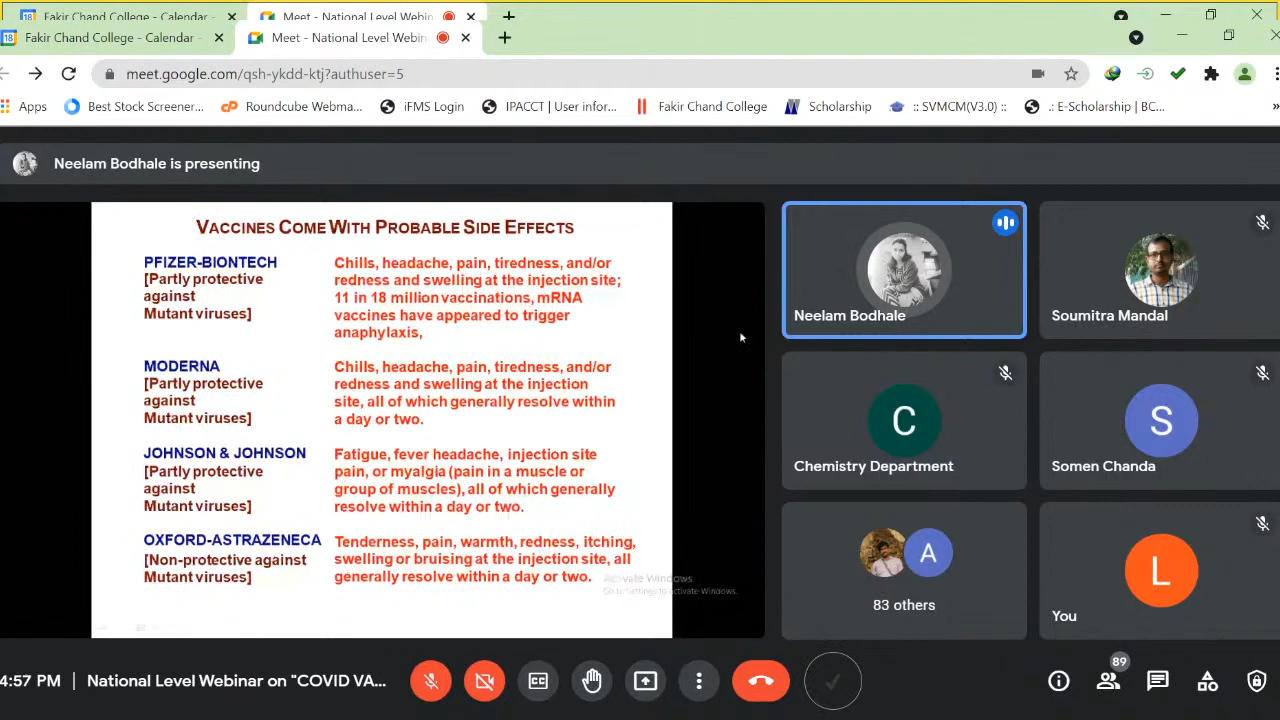 Fakir Chand College - Calendar
Meet - National Level Webin
Fakir Chand College - Calendar -
Meet - National Level Webin
meet.google.com/qsh-ykdd-ktj?authuser=5
Apps
Best Stock Screener...
Roundcube Webma...
iFMS Login
IPACCT | User infor...
Fakir Chand College
Scholarship
:: SVMCM(V3.0) ::
.: E-Scholarship | BC...
»
Neelam Bodhale is presenting
VACCINES COME WITH PROBABLE SIDE EFFECTS
PFIZER-BIONTECH
[Partly protective
against
Mutant viruses]
Chills, headache, pain, tiredness, and/or
redness and swelling at the injection site;
11 in 18 million vaccinations, mRNA
vaccines have appeared to trigger
anaphylaxis,
MODERNA
[Partly protective
against
Mutant viruses]
Chills, headache, pain, tiredness, and/or
redness and swelling at the injection
site, all of which generally resolve within
a day or two.
JOHNSON & JOHNSON
[Partly protective
against
Mutant viruses]
Fatigue, fever headache, injection site
pain, or myalgia (pain in a muscle or
group of muscles), all of which generally
resolve within a day or two.
OXFORD-ASTRAZENECA
[Non-protective against
Mutant viruses]
Tenderness, pain, warmth, redness, itching,
swelling or bruising at the injection site, all
generally resolve within a day or two.
Activate Windows
Go to Settings to activate Windows.
Neelam Bodhale
Soumitra Mandal
C
Chemistry Department
S
Somen Chanda
A
83 others
L
You
4:57 PM | National Level Webinar on "COVID VA...
89